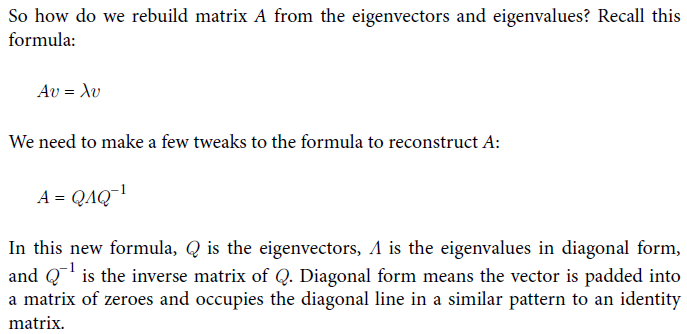 So how do we rebuild matrix A from the eigenvectors and eigenvalues? Recall this
formula:
Av = λv
We need to make a few tweaks to the formula to reconstruct A:
A = QΛQ⁻¹
In this new formula, Q is the eigenvectors, Λ is the eigenvalues in diagonal form,
and Q⁻¹ is the inverse matrix of Q. Diagonal form means the vector is padded into
a matrix of zeroes and occupies the diagonal line in a similar pattern to an identity
matrix.